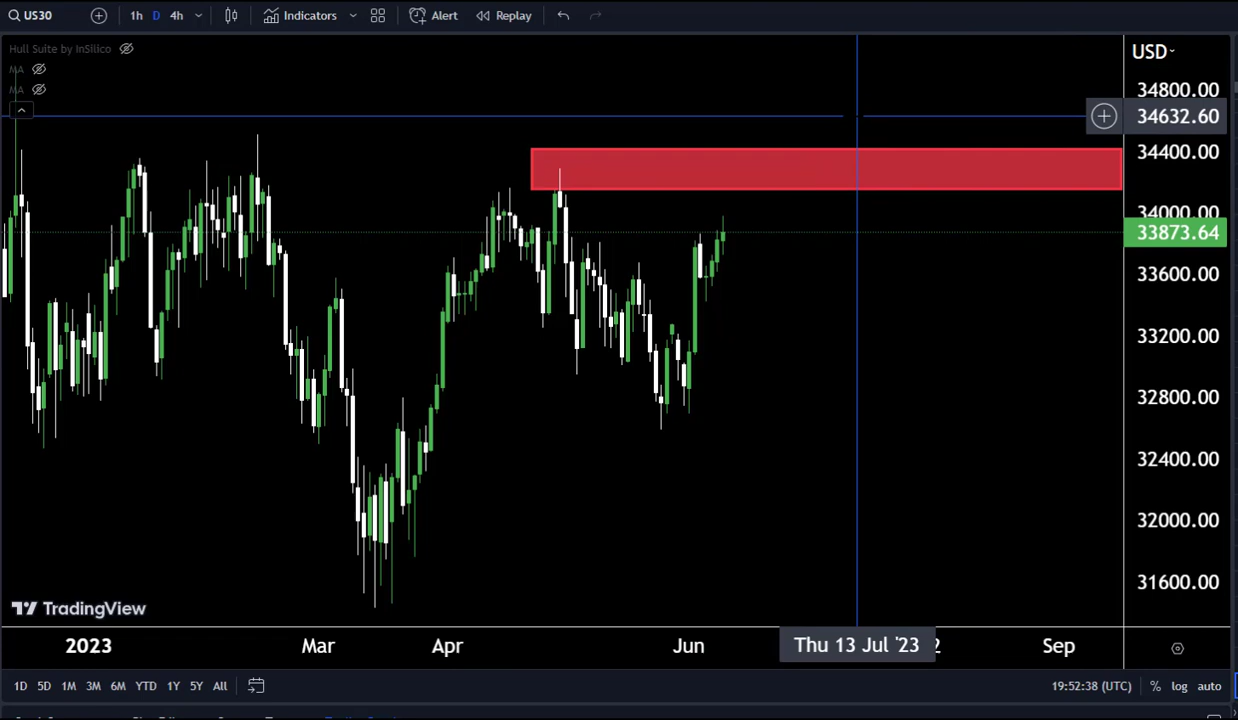 US30 1h D 4h Indicators Alert Replay
Hull Suite by InSilico
MA
MA
USD
34800.00
34632.60
34400.00
34000.00
33873.64
33600.00
33200.00
32800.00
32400.00
32000.00
31600.00
TradingView
2023 Mar Apr Jun Thu 13 Jul '23 2 Sep
1D 5D 1M 3M 6M YTD 1Y 5Y All 19:52:38 (UTC) % log auto